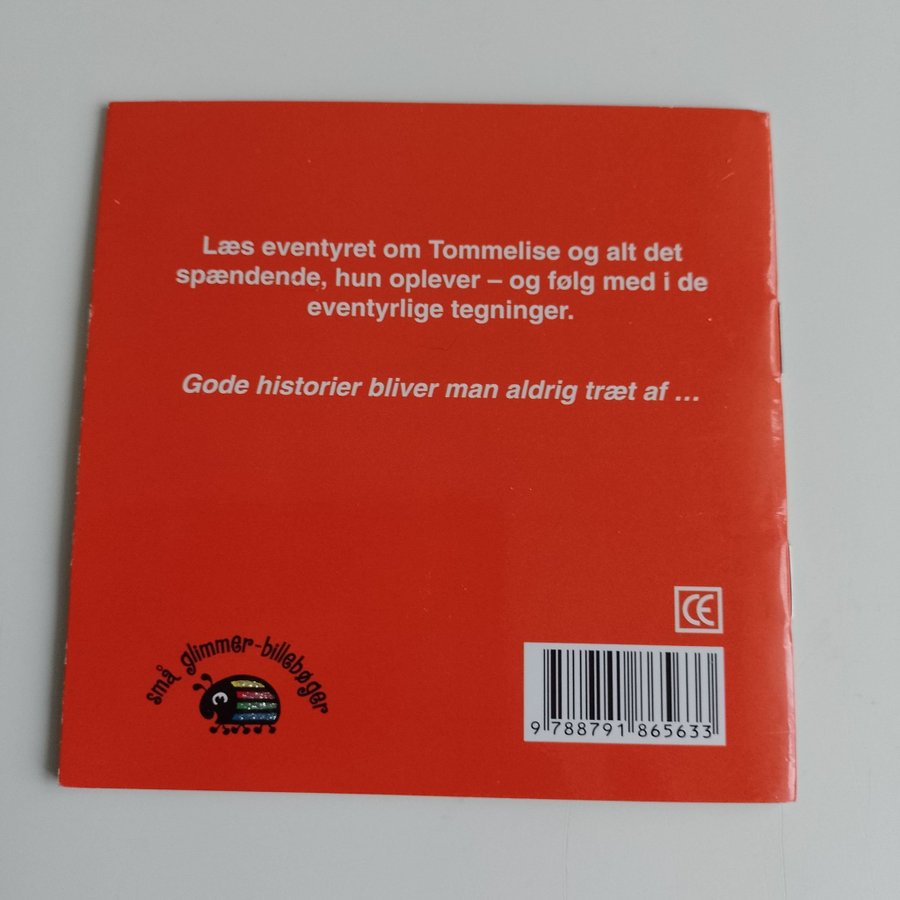 Læs eventyret om Tommelise og alt det
spændende, hun oplever – og følg med i de
eventyrlige tegninger.
Gode historier bliver man aldrig træt af ...
CE
små glimmer-billebøger
9 788791 865633